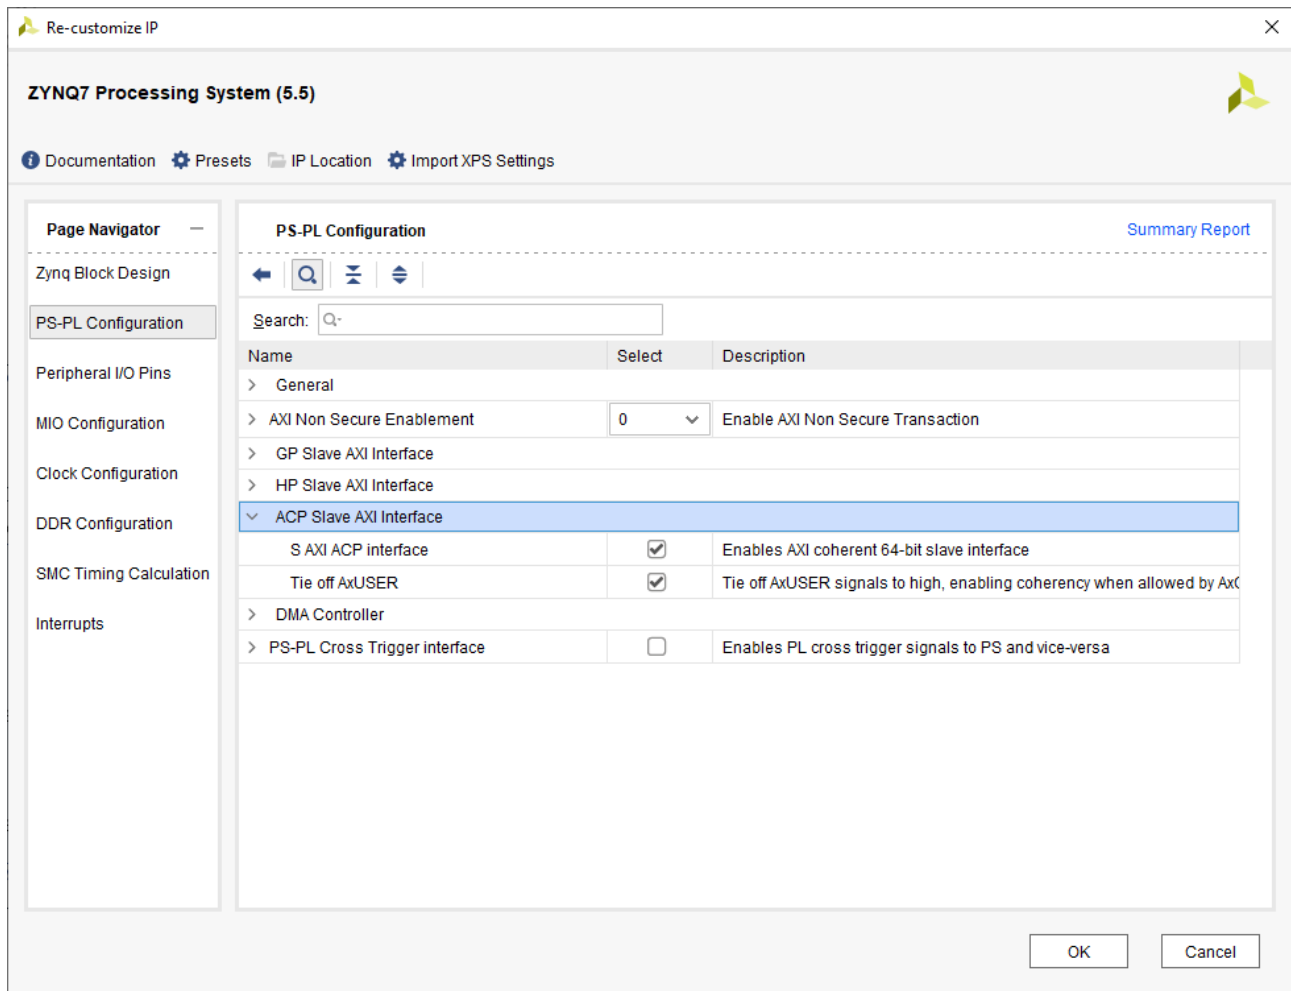 Re-customize IP
ZYNQ7 Processing System (5.5)
Documentation Presets IP Location Import XPS Settings
Page Navigator
Zynq Block Design
PS-PL Configuration
Peripheral I/O Pins
MIO Configuration
Clock Configuration
DDR Configuration
SMC Timing Calculation
Interrupts
PS-PL Configuration Summary Report
Search:
Name Select Description
General
AXI Non Secure Enablement 0 Enable AXI Non Secure Transaction
GP Slave AXI Interface
HP Slave AXI Interface
ACP Slave AXI Interface
S AXI ACP interface Enables AXI coherent 64-bit slave interface
Tie off AxUSER Tie off AxUSER signals to high, enabling coherency when allowed by
DMA Controller
PS-PL Cross Trigger interface Enables PL cross trigger signals to PS and vice-versa
OK Cancel